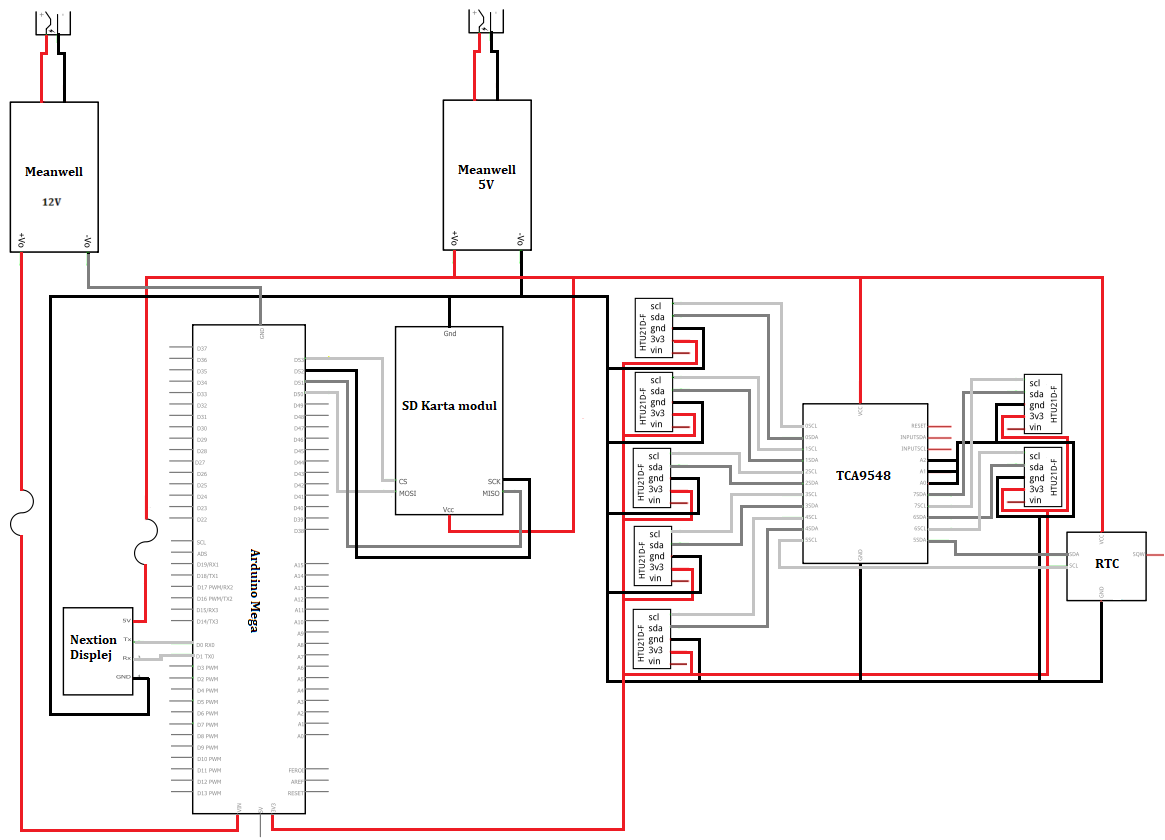 Meanwell
12V
+Vo
-Vo
Meanwell
5V
+Vo
-Vo
GND
D37
D36
D35
D34
D33
D32
D31
D30
D29
D28
D27
D26
D25
D24
D23
D22
SCL
ADS
D19/RX1
D18/TX1
D17 PWM/RX2
D16 PWM/TX2
D15/RX3
D14/TX3
D0 RX0
D1 TX0
D3 PWM
D2 PWM
D4 PWM
D5 PWM
D6 PWM
D7 PWM
D8 PWM
D9 PWM
D10 PWM
D11 PWM
D12 PWM
D13 PWM
Arduino Mega
D53
D52
D51
D50
D49
D48
D47
D46
D45
D44
D43
D42
D41
D40
D39
D38
A15
A14
A13
A12
A11
A10
A9
A8
A7
A6
A5
A4
A3
A2
A1
A0
AREF
RESET
VIN
5V
3V3
Nextion
Displej
5V
Tx
Rx
GND
Gnd
SD Karta modul
CS
MOSI
SCK
MISO
Vcc
HTU21D-F
scl
sda
gnd
3v3
vin
HTU21D-F
scl
sda
gnd
3v3
vin
HTU21D-F
scl
sda
gnd
3v3
vin
HTU21D-F
scl
sda
gnd
3v3
vin
HTU21D-F
scl
sda
gnd
3v3
vin
VCC
TCA9548
0SCL
0SDA
1SCL
1SDA
2SCL
2SDA
3SCL
3SDA
4SCL
4SDA
5SCL
RESET
INPUTSDA
INPUTSCL
A2
A1
A0
7SDA
7SCL
6SDA
6SCL
5SDA
GND
scl
sda
gnd
3v3
vin
HTU21D-F
scl
sda
gnd
3v3
vin
HTU21D-F
VCC
SDA
SCL
RTC
SQW
GND